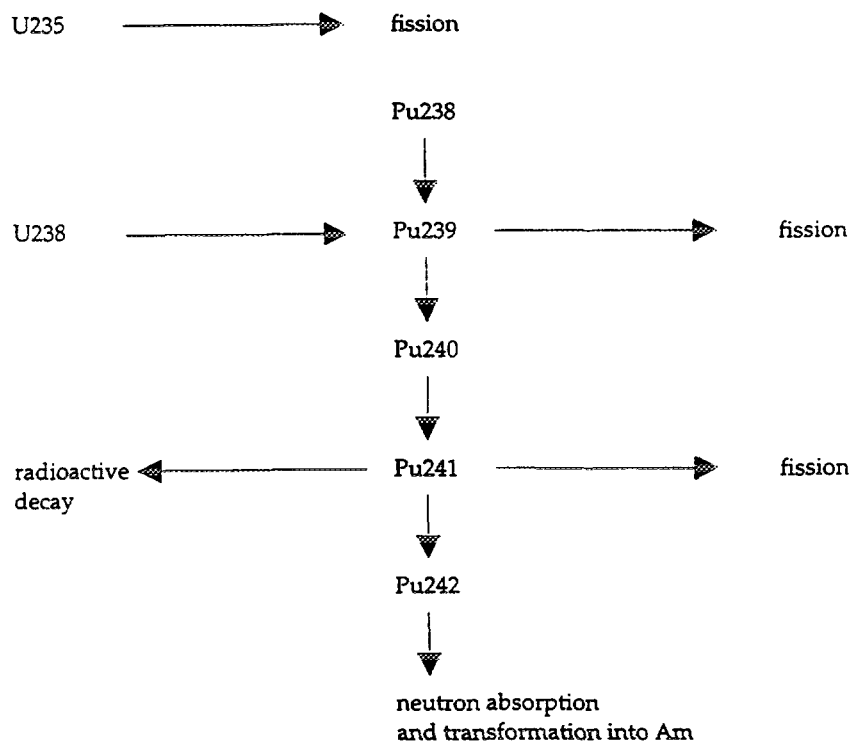 U235
fission
Pu238
U238
Pu239
fission
Pu240
radioactive
decay
Pu241
fission
Pu242
neutron absorption
and transformation into Am